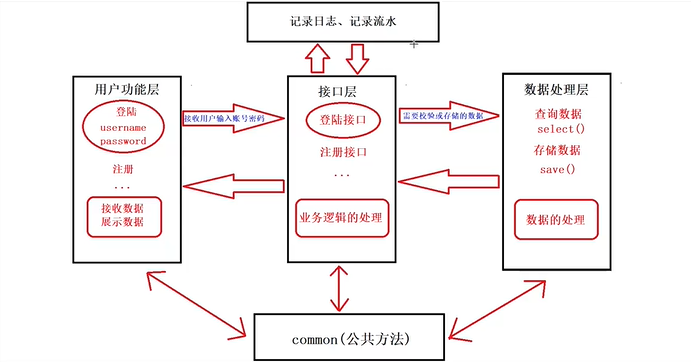 记录日志、记录流水
用户功能层
登陆
username
password
注册
...
接收数据
展示数据
接收用户输入账号密码
接口层
登陆接口
注册接口
...
业务逻辑的处理
需要校验或存储的数据
数据处理层
查询数据
select()
存储数据
save()
数据的处理
common(公共方法)